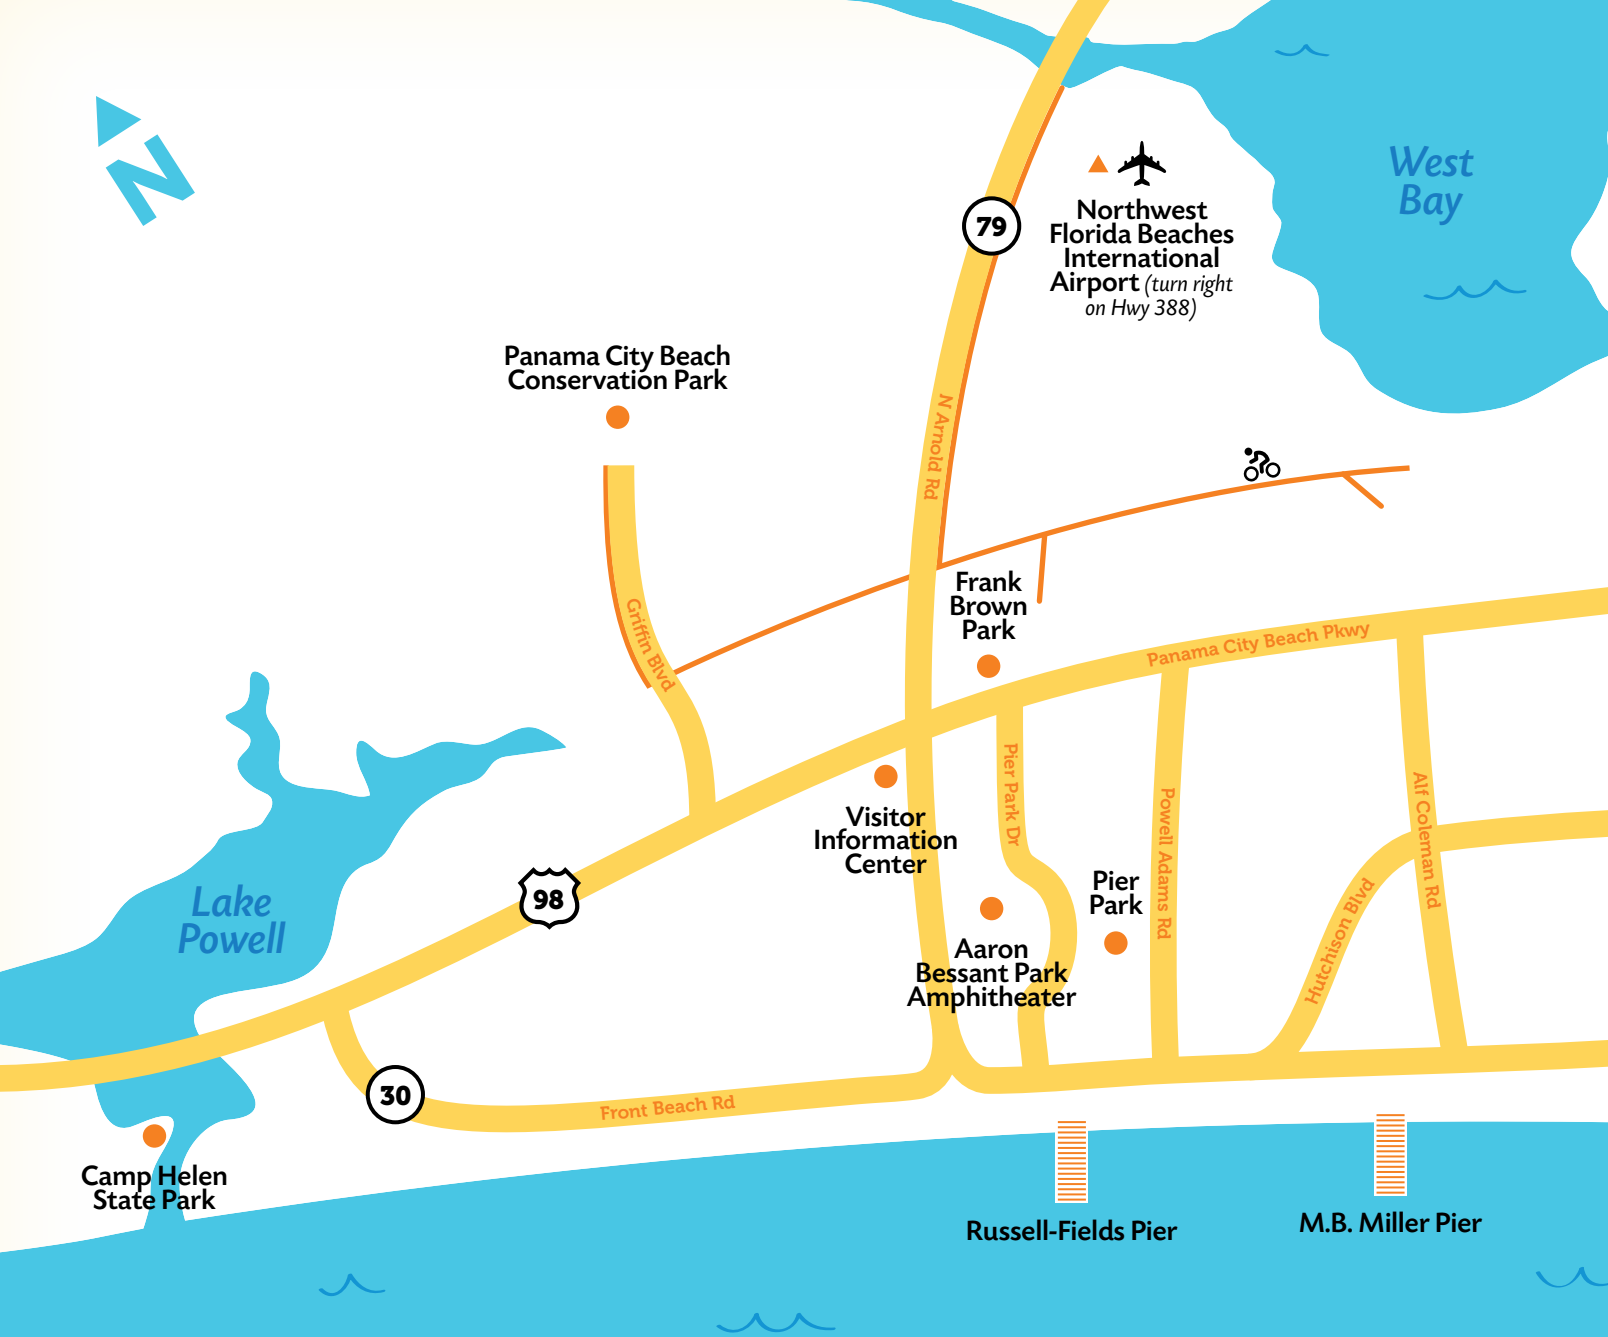 N
West
Bay
79
Northwest
Florida Beaches
International
Airport (turn right
on Hwy 388)
Panama City Beach
Conservation Park
N Arnold Rd
Griffin Blvd
Frank
Brown
Park
Panama City Beach Pkwy
Pier Park Dr
Powell Adams Rd
Alf Coleman Rd
Visitor
Information
Center
Lake
Powell
98
Pier
Park
Hutchison Blvd
Aaron
Bessant Park
Amphitheater
30
Front Beach Rd
Camp Helen
State Park
Russell-Fields Pier
M.B. Miller Pier